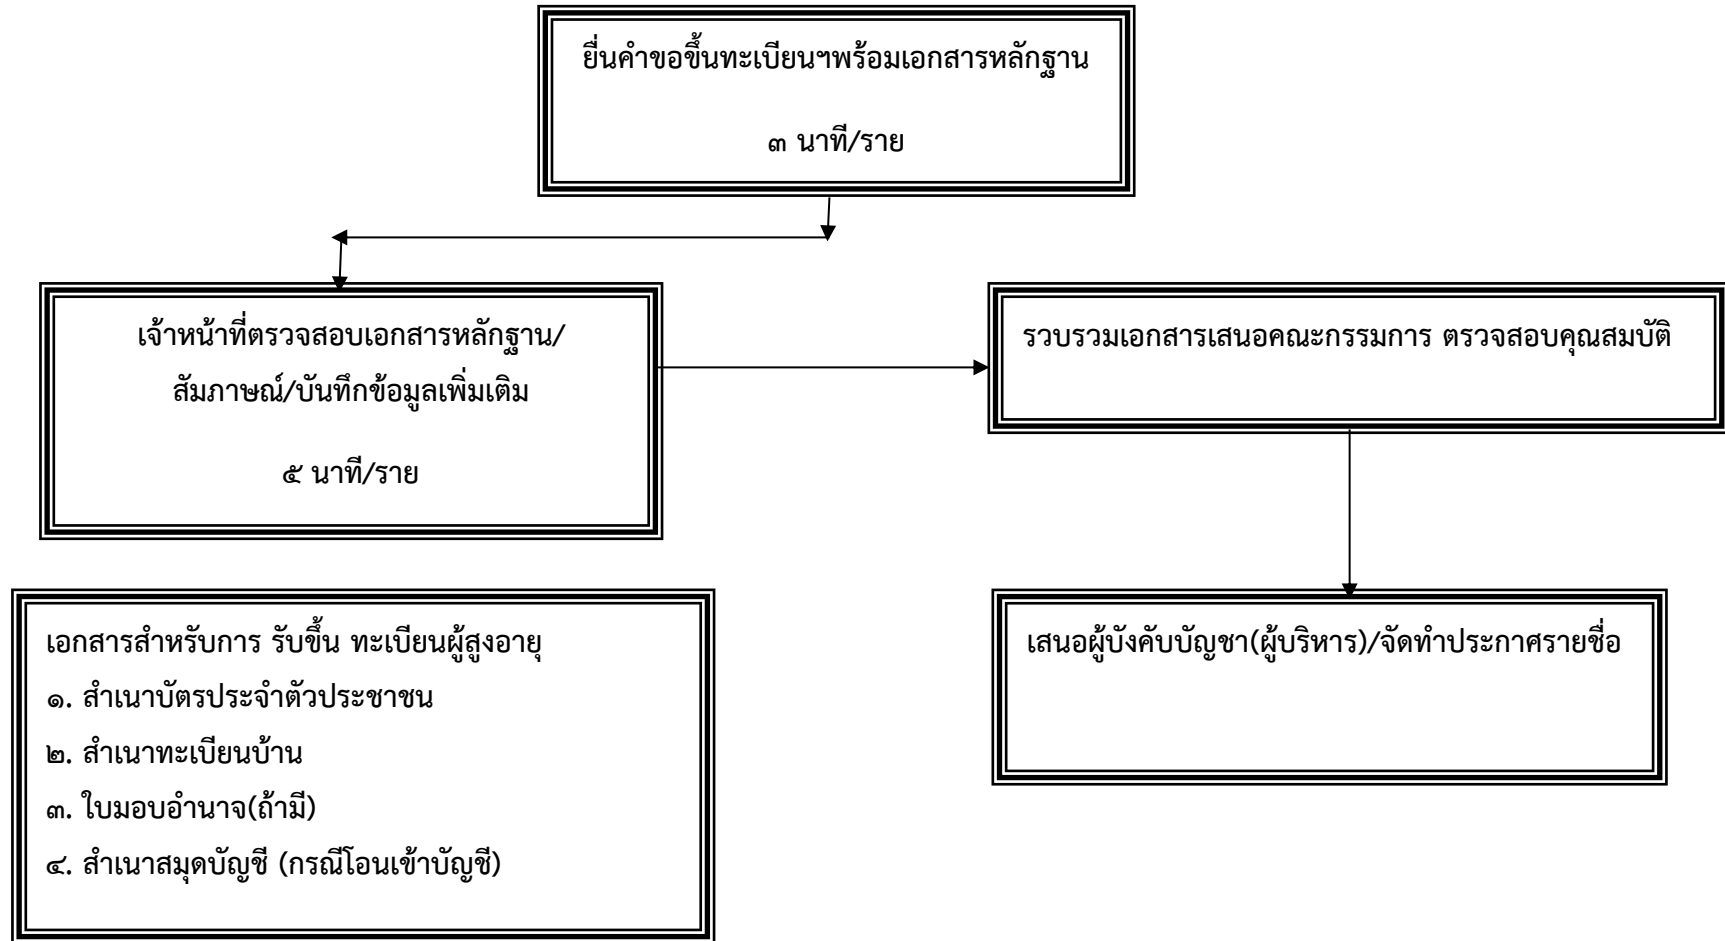 ยื่นคำขอขึ้นทะเบียนฯพร้อมเอกสารหลักฐาน
๓ นาที/ราย
เจ้าหน้าที่ตรวจสอบเอกสารหลักฐาน/
สัมภาษณ์/บันทึกข้อมูลเพิ่มเติม
๕ นาที/ราย
รวบรวมเอกสารเสนอคณะกรรมการ ตรวจสอบคุณสมบัติ
เอกสารสำหรับการ รับขึ้น ทะเบียนผู้สูงอายุ
๑. สำเนาบัตรประจำตัวประชาชน
๒. สำเนาทะเบียนบ้าน
๓. ใบมอบอำนาจ(ถ้ามี)
๔. สำเนาสมุดบัญชี (กรณีโอนเข้าบัญชี)
เสนอผู้บังคับบัญชา(ผู้บริหาร)/จัดทำประกาศรายชื่อ